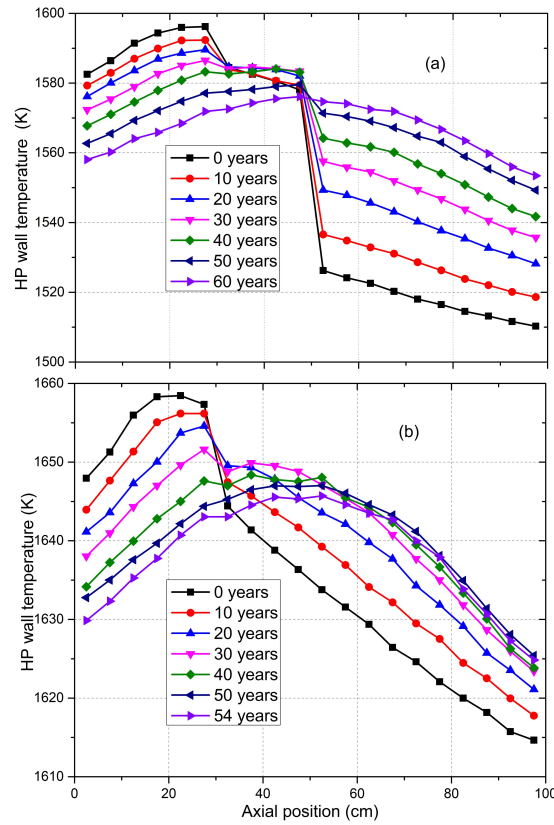 1600
(a)
1580
1560
1540
1520
1500
HP wall temperature (K)
0 years
10 years
20 years
30 years
40 years
50 years
60 years
1660
(b)
1650
1640
1630
1620
1610
HP wall temperature (K)
0 years
10 years
20 years
30 years
40 years
50 years
54 years
0 20 40 60 80 100
Axial position (cm)